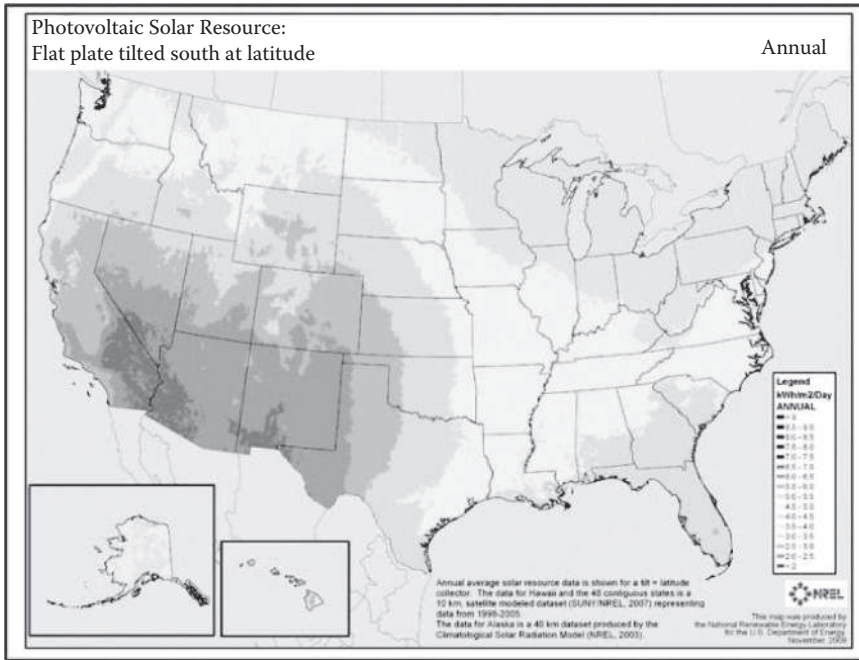 Photovoltaic Solar Resource:
Flat plate tilted south at latitude
Annual
Legend
kWh/m2/Day
ANNUAL
Annual average solar resource data is shown for a tilt = latitude
collector. The data for Hawaii and the 48 contiguous states is a
10 km, satellite modeled dataset (SUNY/NREL, 2007) representing
data from 1998-2005.
The data for Alaska is a 40 km dataset produced by the
Climatological Solar Radiation Model (NREL, 2003).
NREL
This map was produced by
the National Renewable Energy Laboratory
for the U.S. Department of Energy.